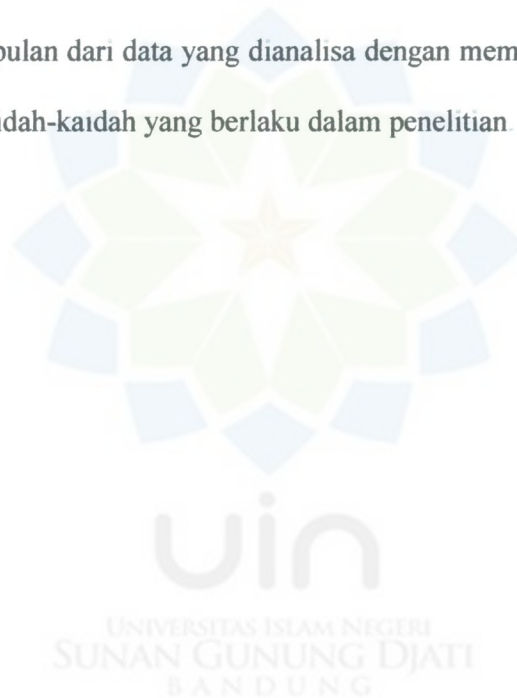 pulan dari data yang dianalisa dengan mem
idah-kaidah yang berlaku dalam penelitian
uin
UNIVERSITAS ISLAM NEGERI
SUNAN GUNUNG DJATI
BANDUNG